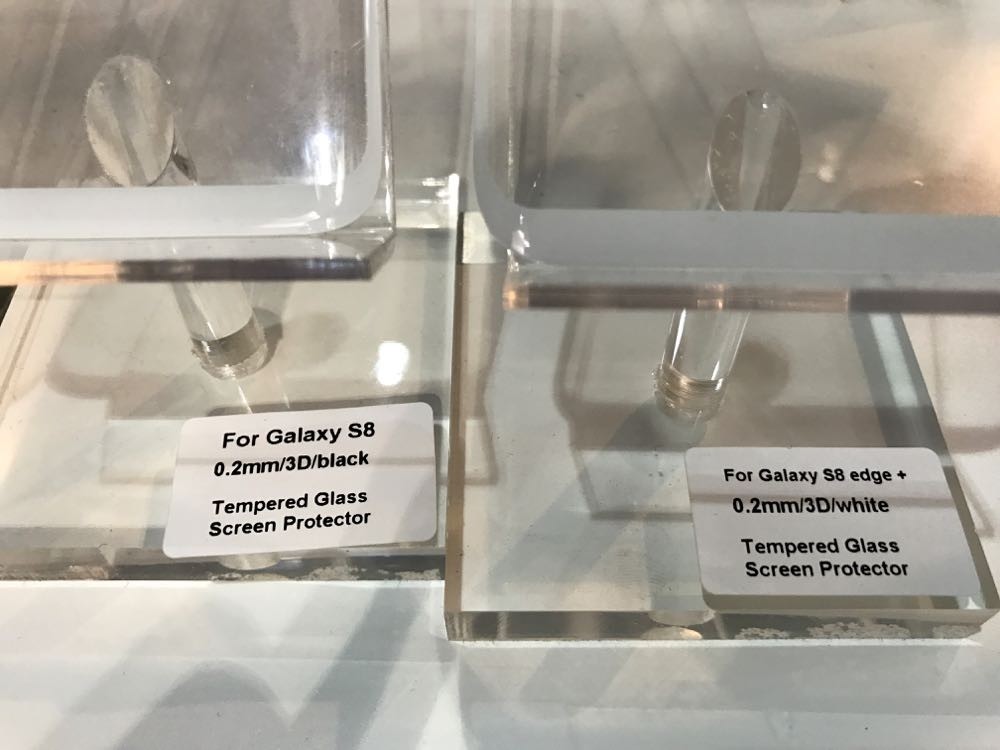 For Galaxy S8
0.2mm/3D/black
Tempered Glass
Screen Protector
For Galaxy S8 edge +
0.2mm/3D/white
Tempered Glass
Screen Protector